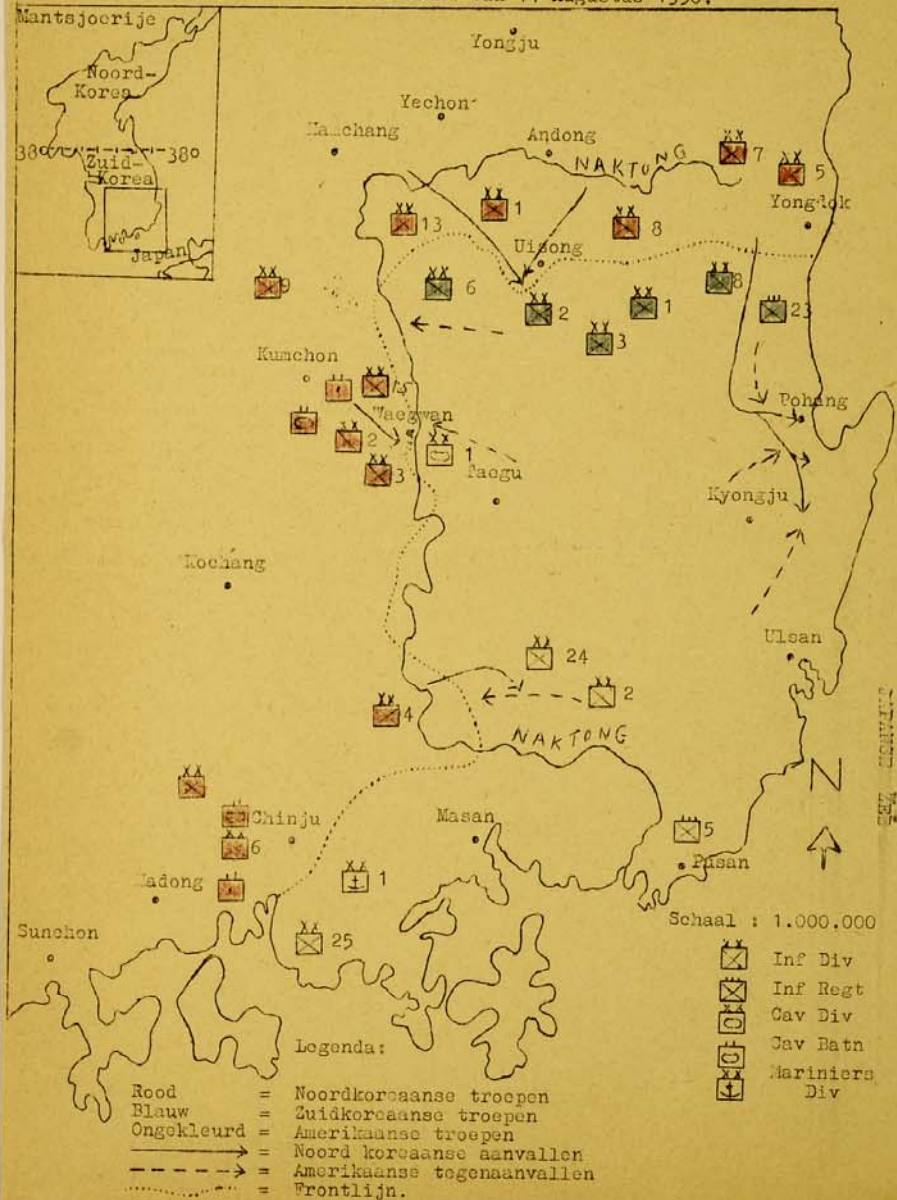 Mantsjoerije
Noord-
Korea
38° 38°
Zuid-
Korea
Japan
Yongju
Yechon
Andong
NAKTONG
7
5
13
1
8
Yongdok
Uisong
9
6
2
1
8
23
3
Kumchon
15
Waegwan
Pohang
2
1
3
Taegu
Kyongju
Kochang
Ulsan
24
2
4
NAKTONG
N
Chinju
Masan
5
6
Pusan
Hadong
1
Schaal : 1.000.000
Sunchon
25
Inf Div
Inf Regt
Cav Div
Cav Batn
Mariniers
Div
Legenda:
Rood = Noordkoreaanse troepen
Blauw = Zuidkoreaanse troepen
Ongekleurd = Amerikaanse troepen
= Noord koreaanse aanvallen
= Amerikaanse tegenaanvallen
= Frontlijn.